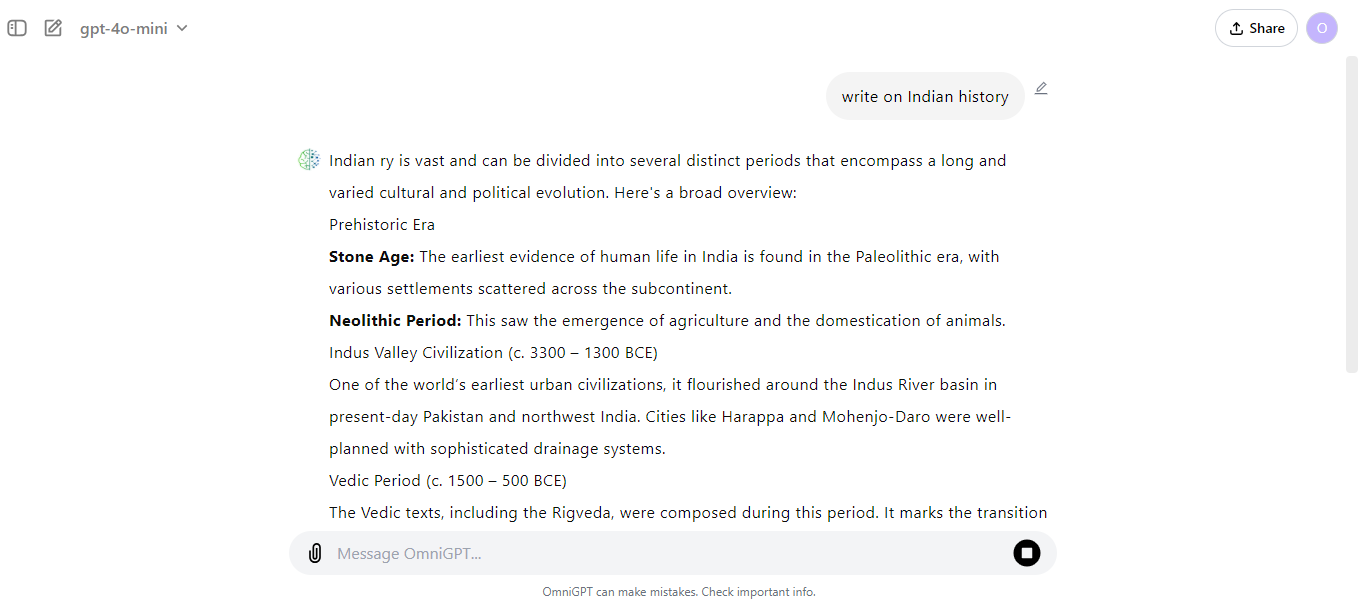 gpt-4o-mini
Share
O
write on Indian history
Indian ry is vast and can be divided into several distinct periods that encompass a long and
varied cultural and political evolution. Here's a broad overview:
Prehistoric Era
Stone Age: The earliest evidence of human life in India is found in the Paleolithic era, with
various settlements scattered across the subcontinent.
Neolithic Period: This saw the emergence of agriculture and the domestication of animals.
Indus Valley Civilization (c. 3300 – 1300 BCE)
One of the world’s earliest urban civilizations, it flourished around the Indus River basin in
present-day Pakistan and northwest India. Cities like Harappa and Mohenjo-Daro were well-
planned with sophisticated drainage systems.
Vedic Period (c. 1500 – 500 BCE)
The Vedic texts, including the Rigveda, were composed during this period. It marks the transition
Message OmniGPT...
OmniGPT can make mistakes. Check important info.